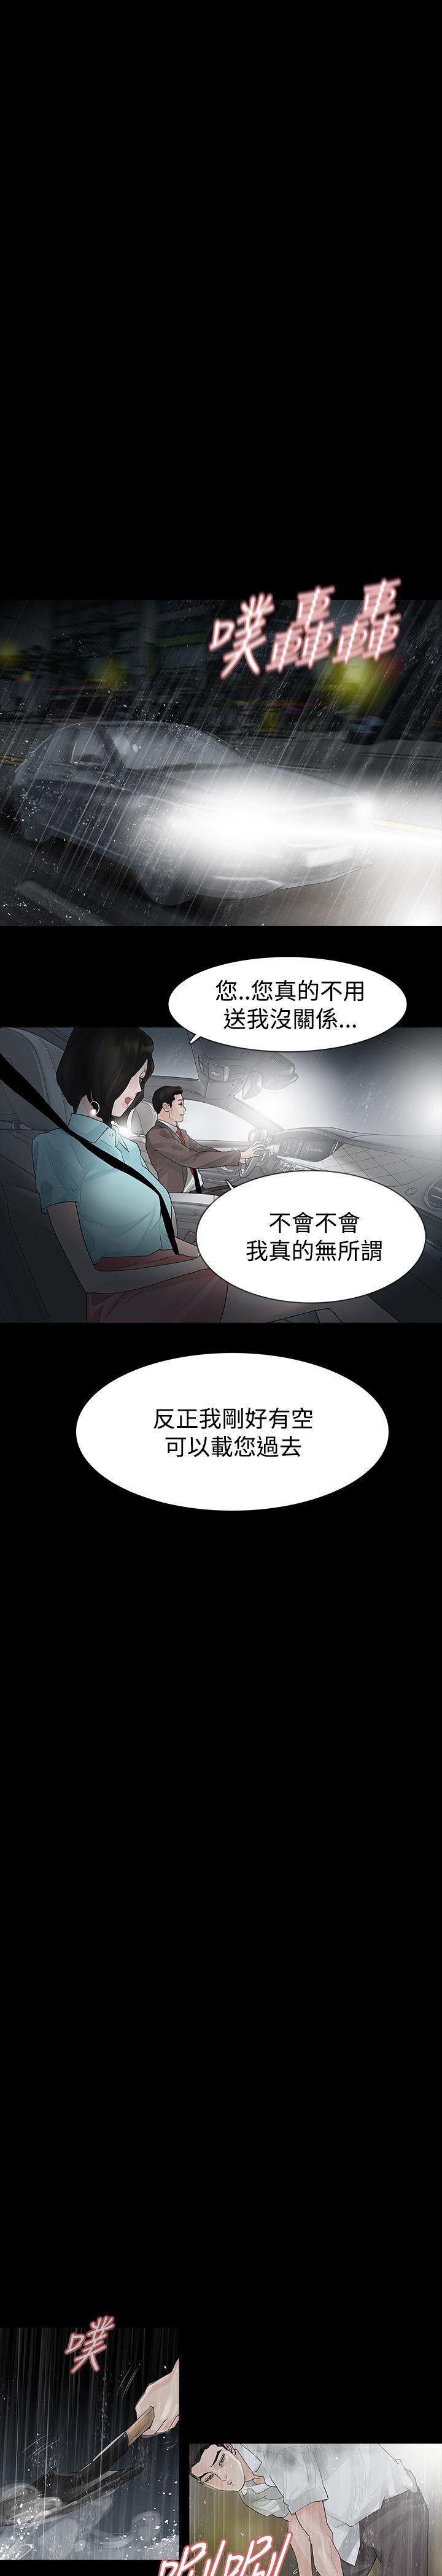 噗轟轟
您..您真的不用
送我沒關係...
不會不會
我真的無所謂
反正我剛好有空
可以載您過去
噗